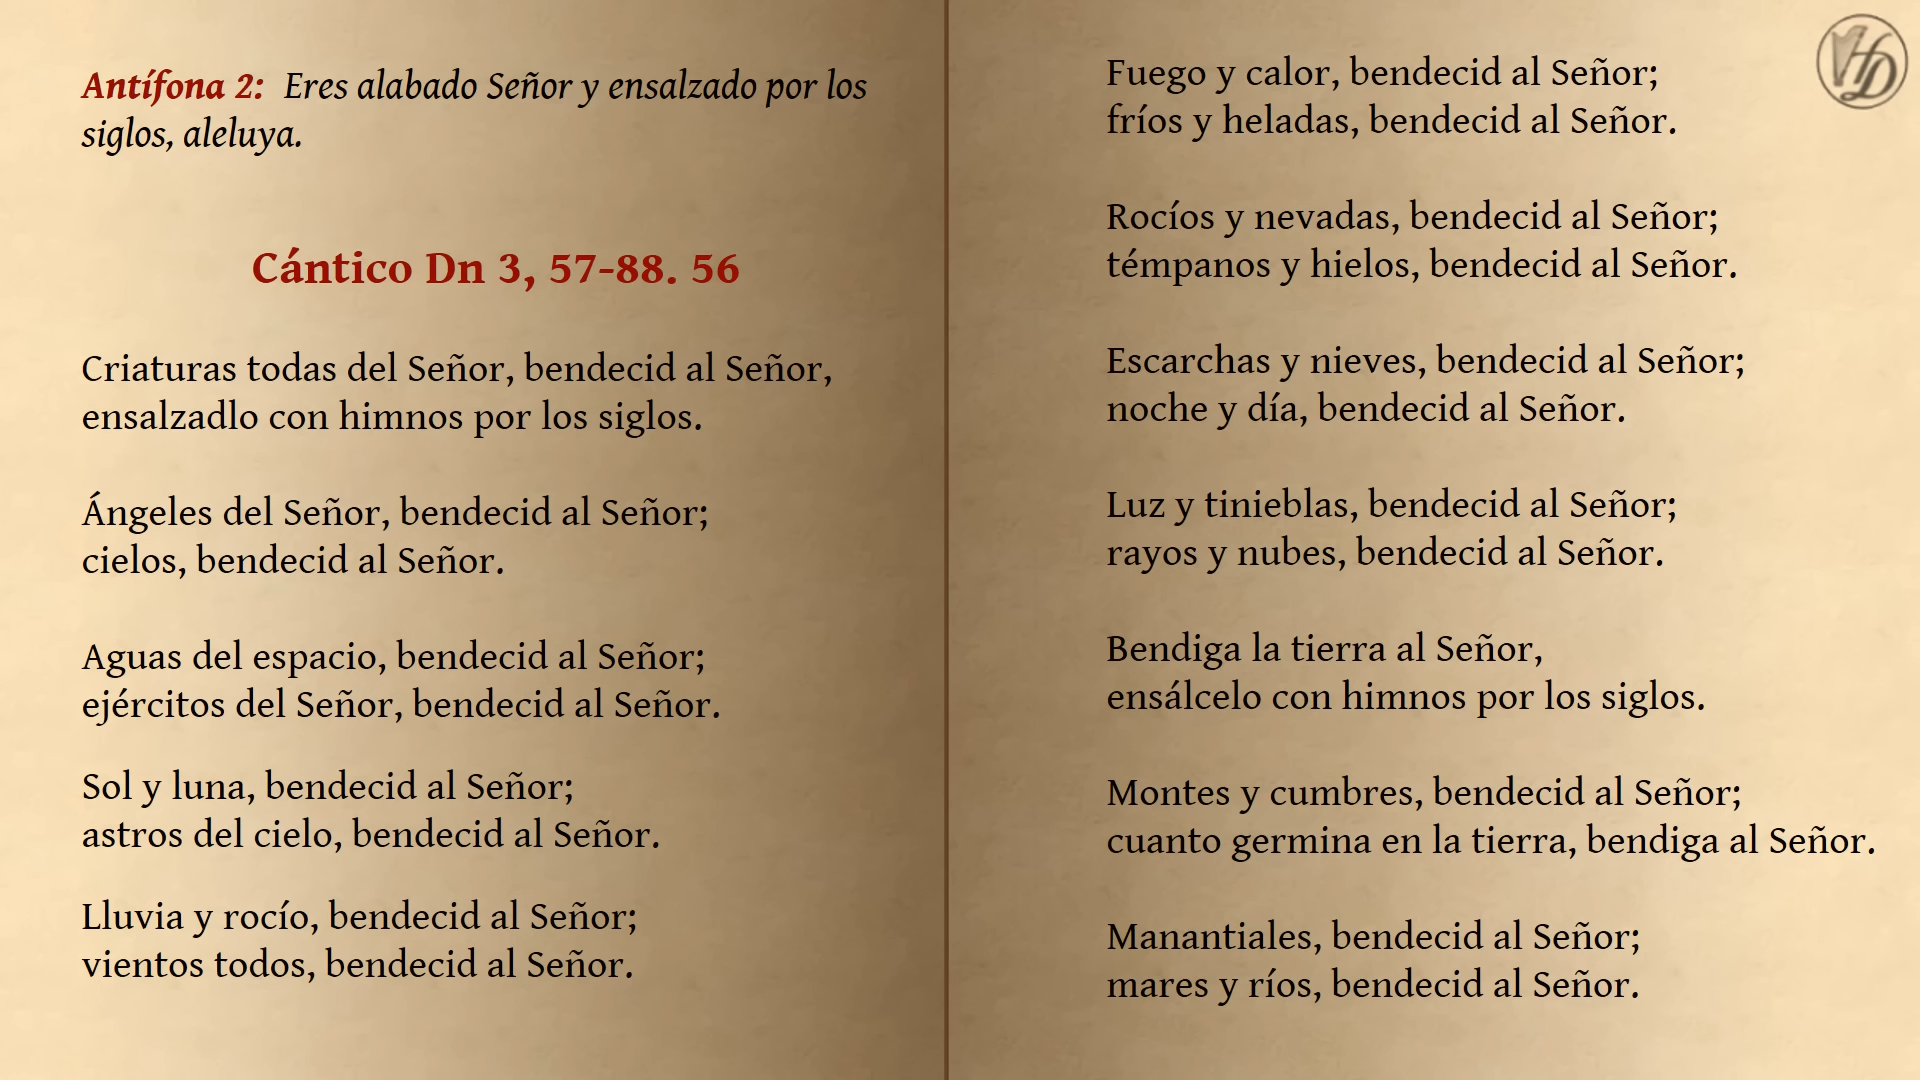 Antífona 2: Eres alabado Señor y ensalzado por los
siglos, aleluya.
Cántico Dn 3, 57-88. 56
Criaturas todas del Señor, bendecid al Señor,
ensalzadlo con himnos por los siglos.
Ángeles del Señor, bendecid al Señor;
cielos, bendecid al Señor.
Aguas del espacio, bendecid al Señor;
ejércitos del Señor, bendecid al Señor.
Sol y luna, bendecid al Señor;
astros del cielo, bendecid al Señor.
Lluvia y rocío, bendecid al Señor;
vientos todos, bendecid al Señor.
Fuego y calor, bendecid al Señor;
fríos y heladas, bendecid al Señor.
Rocíos y nevadas, bendecid al Señor;
témpanos y hielos, bendecid al Señor.
Escarchas y nieves, bendecid al Señor;
noche y día, bendecid al Señor.
Luz y tinieblas, bendecid al Señor;
rayos y nubes, bendecid al Señor.
Bendiga la tierra al Señor,
ensálcelo con himnos por los siglos.
Montes y cumbres, bendecid al Señor;
cuanto germina en la tierra, bendiga al Señor.
Manantiales, bendecid al Señor;
mares y ríos, bendecid al Señor.
HD